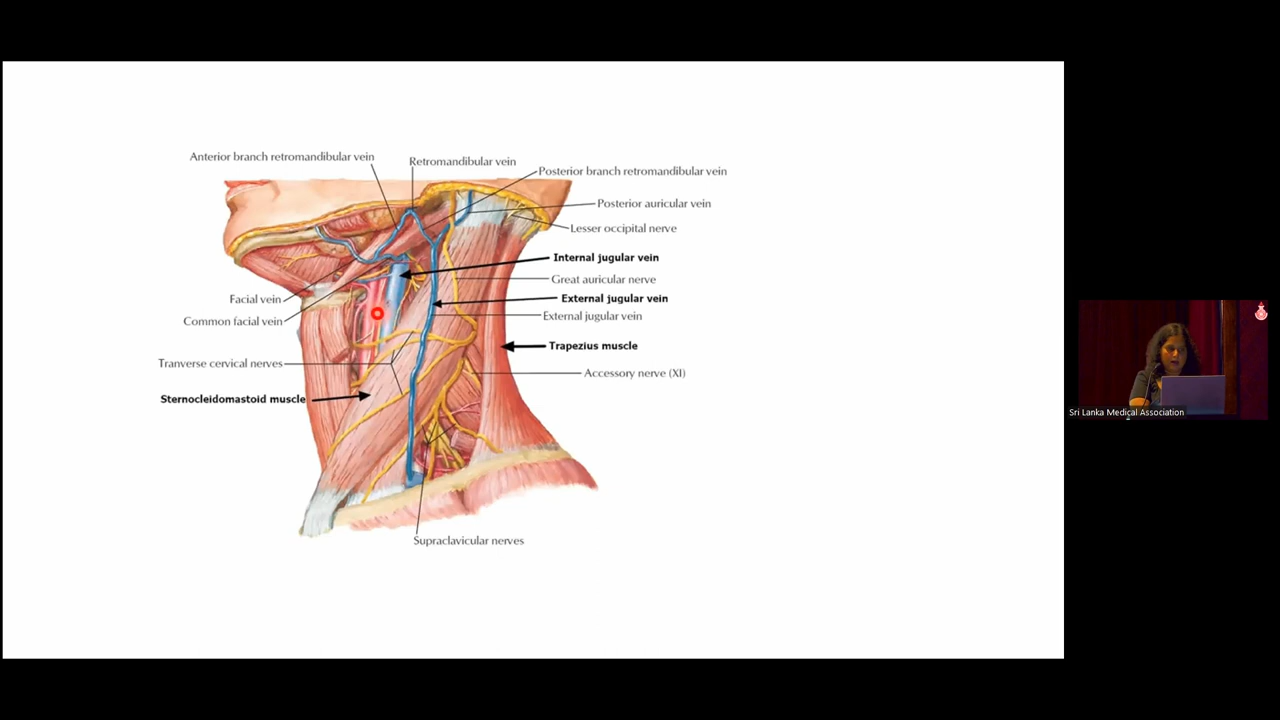 Anterior branch retromandibular vein
Retromandibular vein
Posterior branch retromandibular vein
Posterior auricular vein
Lesser occipital nerve
Internal jugular vein
Great auricular nerve
Facial vein
External jugular vein
External jugular vein
Common facial vein
Trapezius muscle
Tranverse cervical nerves
Accessory nerve (XI)
Sternocleidomastoid muscle
Supraclavicular nerves
Sri Lanka Medical Association